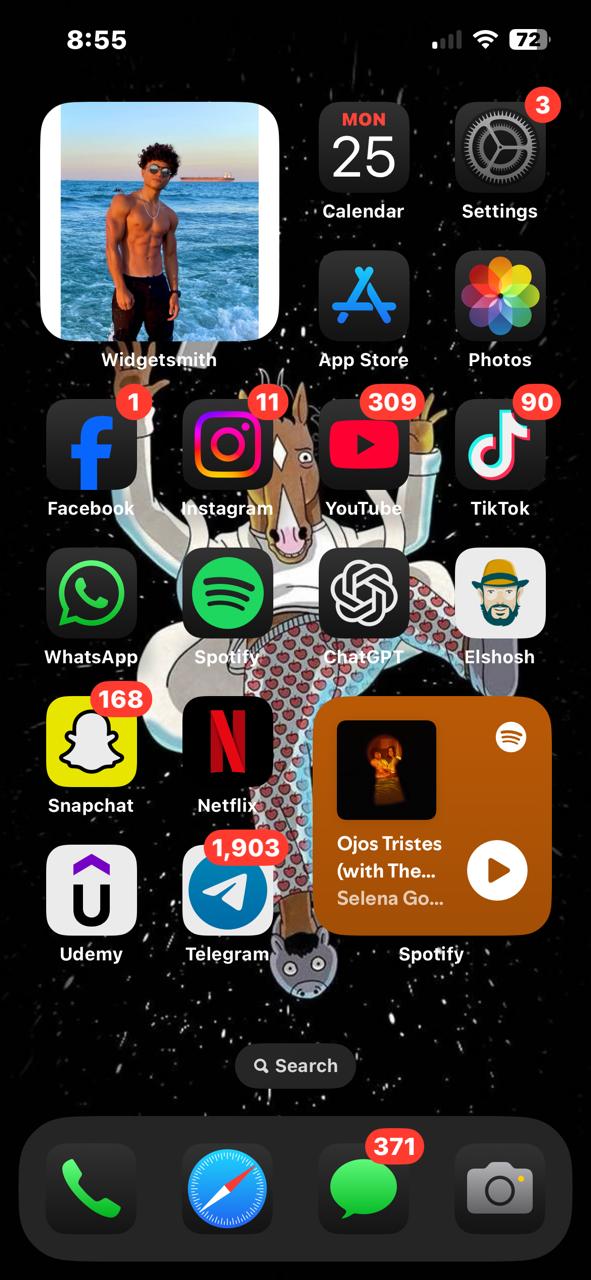 8:55
72
MON
25
3
Calendar
Settings
Widgetsmith
App Store
Photos
1
11
309
90
Facebook
Instagram
YouTube
TikTok
WhatsApp
Spotify
ChatGPT
Elshosh
168
Snapchat
Netflix
Ojos Tristes
(with The...
Selena Go...
1,903
Udemy
Telegram
Spotify
Search
371